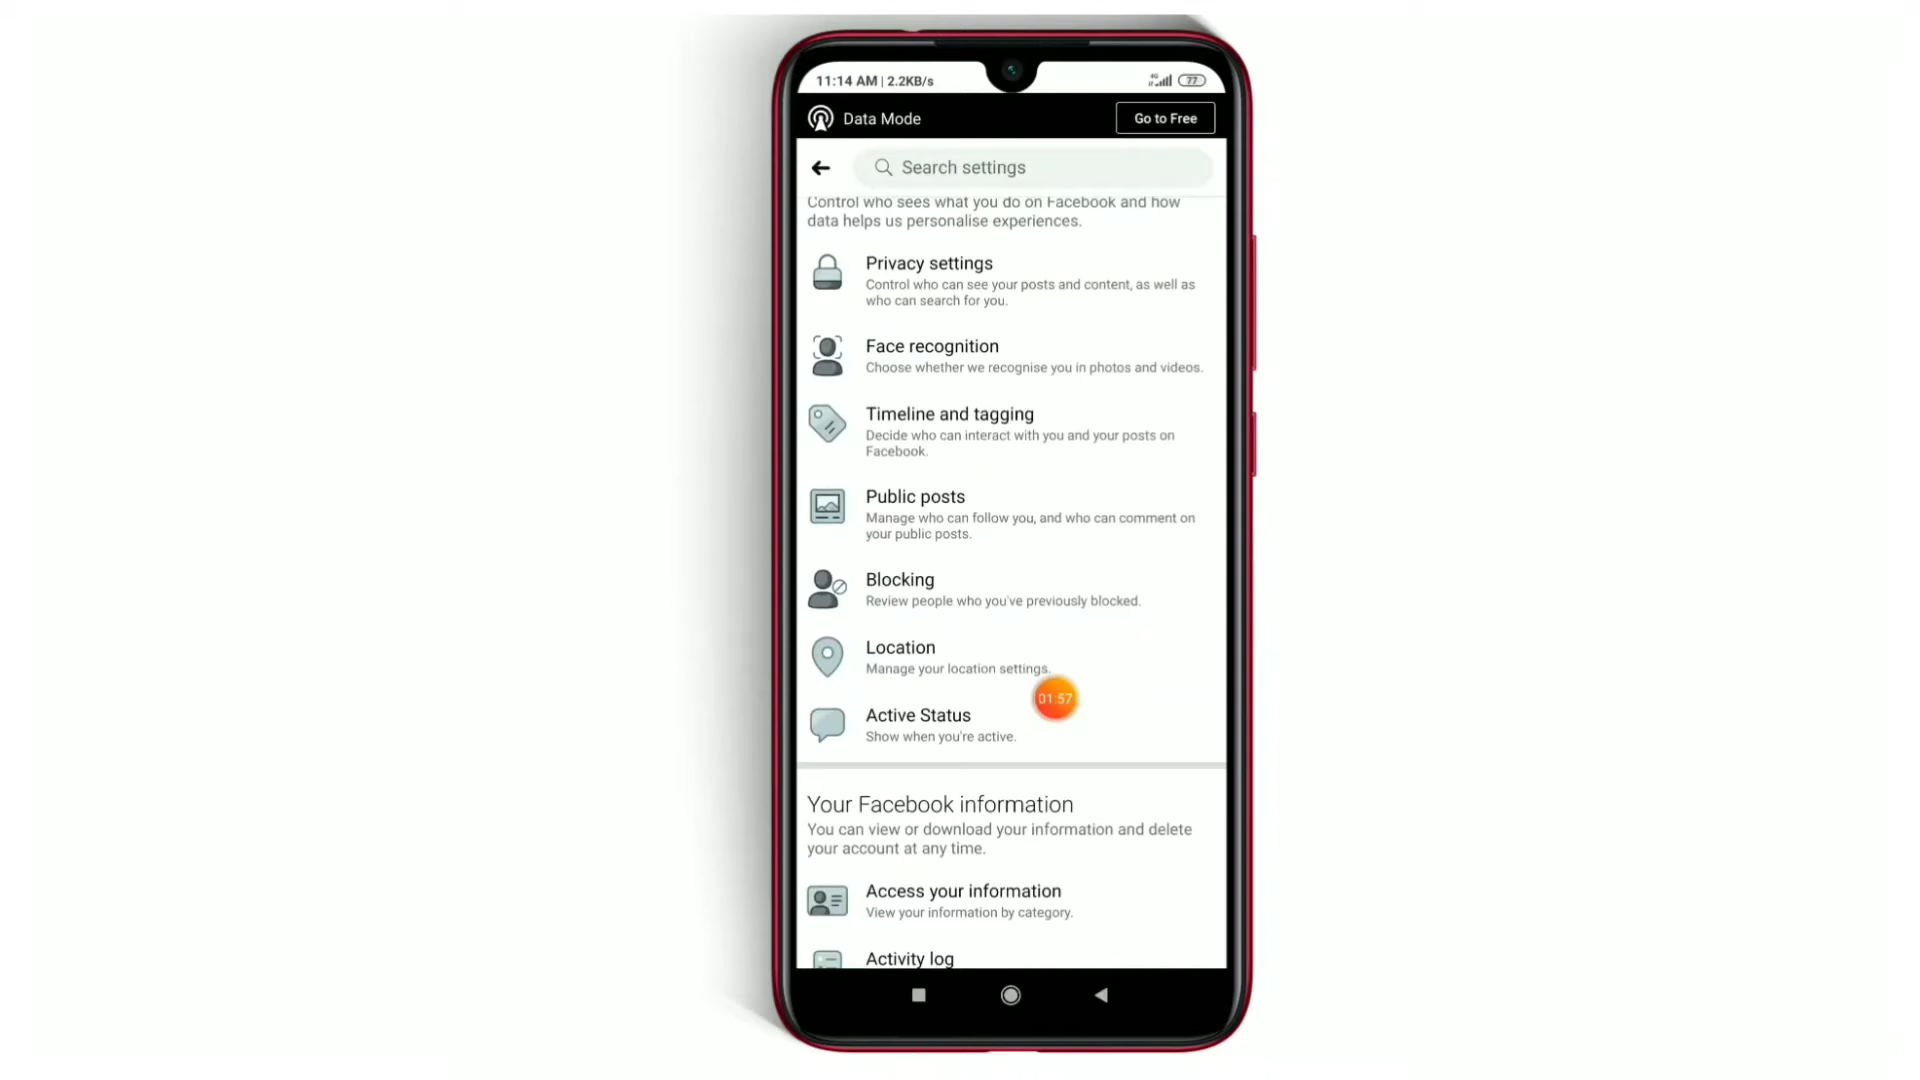 11:14 AM | 2.2KB/s
4G
77
Data Mode
Go to Free
Search settings
Control who sees what you do on Facebook and how
data helps us personalise experiences.
Privacy settings
Control who can see your posts and content, as well as
who can search for you.
Face recognition
Choose whether we recognise you in photos and videos.
Timeline and tagging
Decide who can interact with you and your posts on
Facebook.
Public posts
Manage who can follow you, and who can comment on
your public posts.
Blocking
Review people who you've previously blocked.
Location
Manage your location settings.
01:57
Active Status
Show when you're active.
Your Facebook information
You can view or download your information and delete
your account at any time.
Access your information
View your information by category.
Activity log